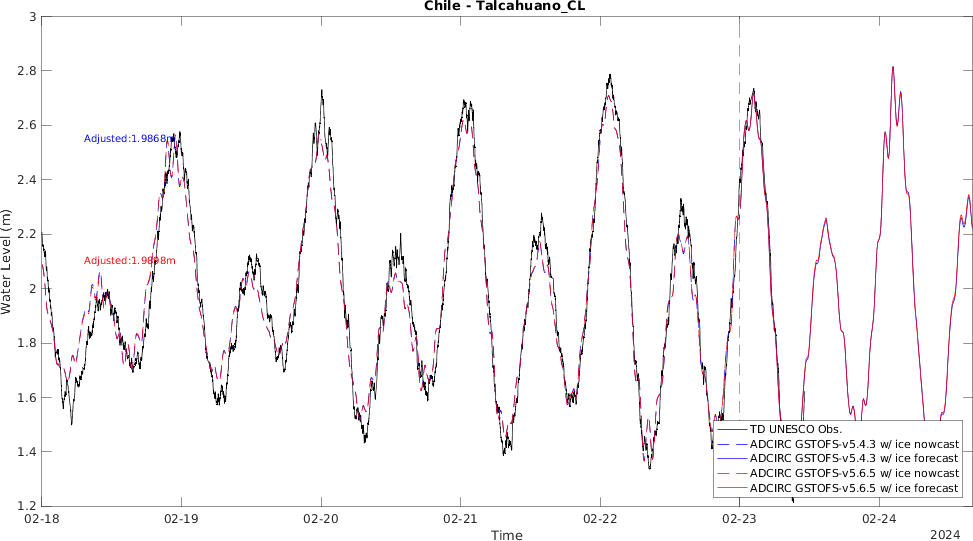 Chile - Talcahuano_CL
3
2.8
2.6
2.4
2.2
2
1.8
1.6
1.4
1.2
Water Level (m)
Adjusted:1.9868m
Adjusted:1.9898m
TD UNESCO Obs.
ADCIRC GSTOFS-v5.4.3 w/ ice nowcast
ADCIRC GSTOFS-v5.4.3 w/ ice forecast
ADCIRC GSTOFS-v5.6.5 w/ ice nowcast
ADCIRC GSTOFS-v5.6.5 w/ ice forecast
02-18 02-19 02-20 02-21 02-22 02-23 02-24
Time
2024